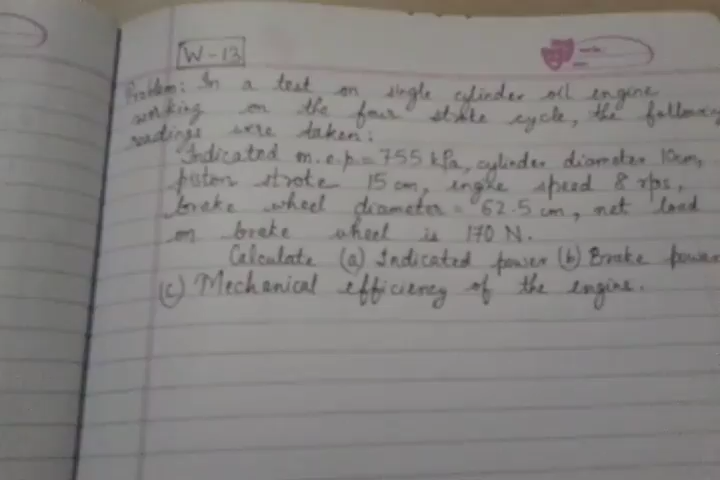 W-13
Problem: In a test on single cylinder oil engine
working on the four stroke cycle, the following
readings were taken:
Indicated m.e.p. = 755 kPa, cylinder diameter 10cm,
piston stroke 15 cm, engine speed 8 rps,
brake wheel diameter = 62.5 cm, net load
on brake wheel is 170 N.
Calculate (a) Indicated power (b) Brake power
(c) Mechanical efficiency of the engine.